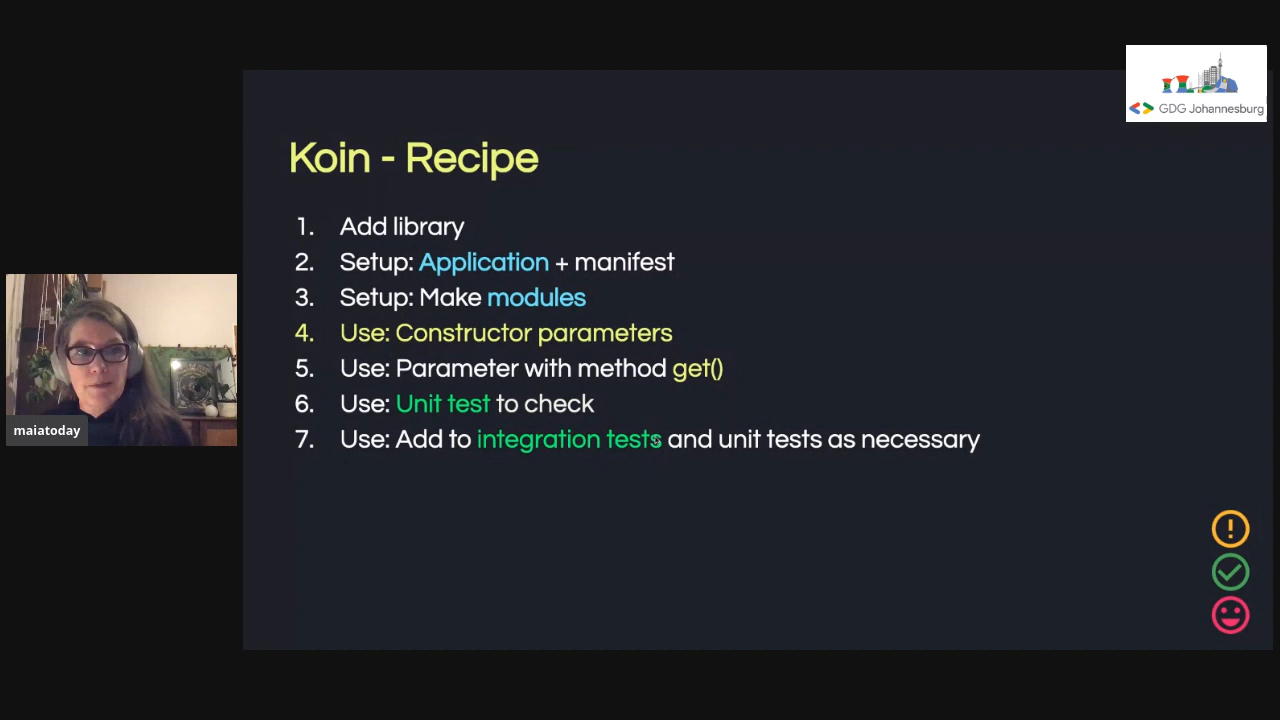 GDG Johannesburg
Koin - Recipe
1. Add library
2. Setup: Application + manifest
3. Setup: Make modules
4. Use: Constructor parameters
5. Use: Parameter with method get()
6. Use: Unit test to check
7. Use: Add to integration tests and unit tests as necessary
maiatoday